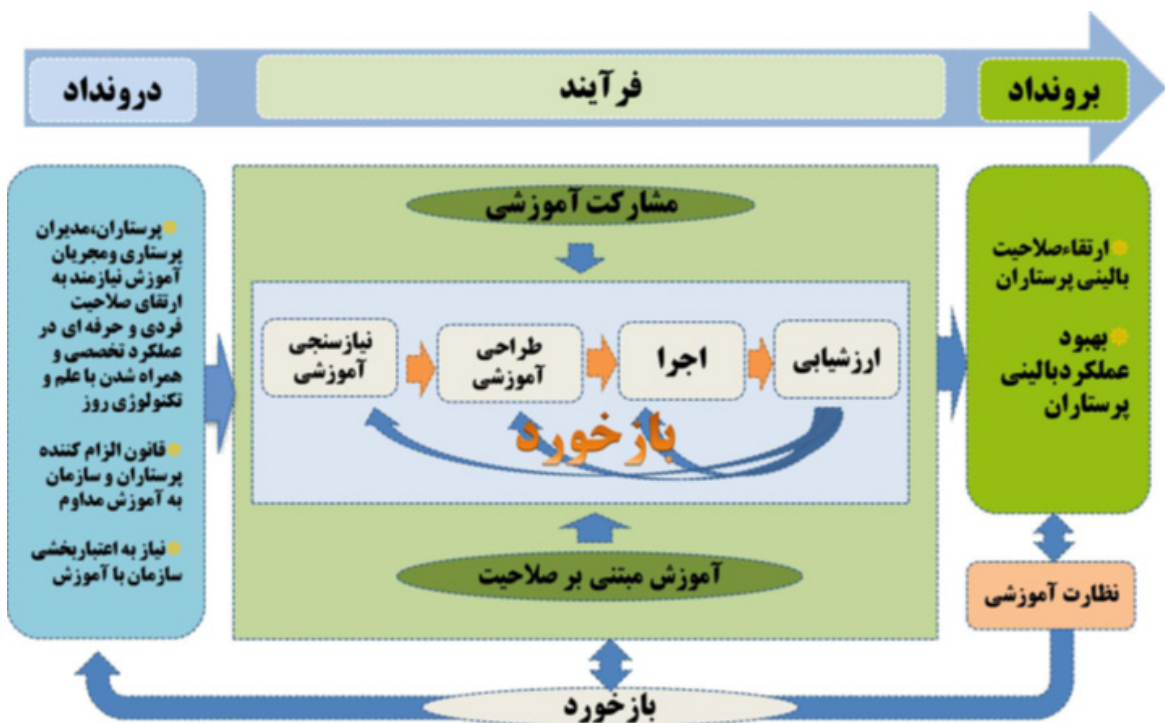 درونداد
فرآیند
برونداد
پرستاران،مدیران
پرستاری ومجریان
آموزش نیازمند به
ارتقای صلاحیت
فردی و حرفه ای در
عملکرد تخصصی و
همراه شدن با علم و
تکنولوژی روز
قانون الزام کننده
پرستاران و سازمان
به آموزش مداوم
نیاز به اعتباربخشی
سازمان با آموزش
مشارکت آموزشی
نیازسنجی
آموزشی
طراحی
آموزشی
اجرا
ارزشیابی
بازخورد
آموزش مبتنی بر صلاحیت
ارتقاءصلاحیت
بالینی پرستاران
بهبود
عملکردبالینی
پرستاران
نظارت آموزشی
بازخورد